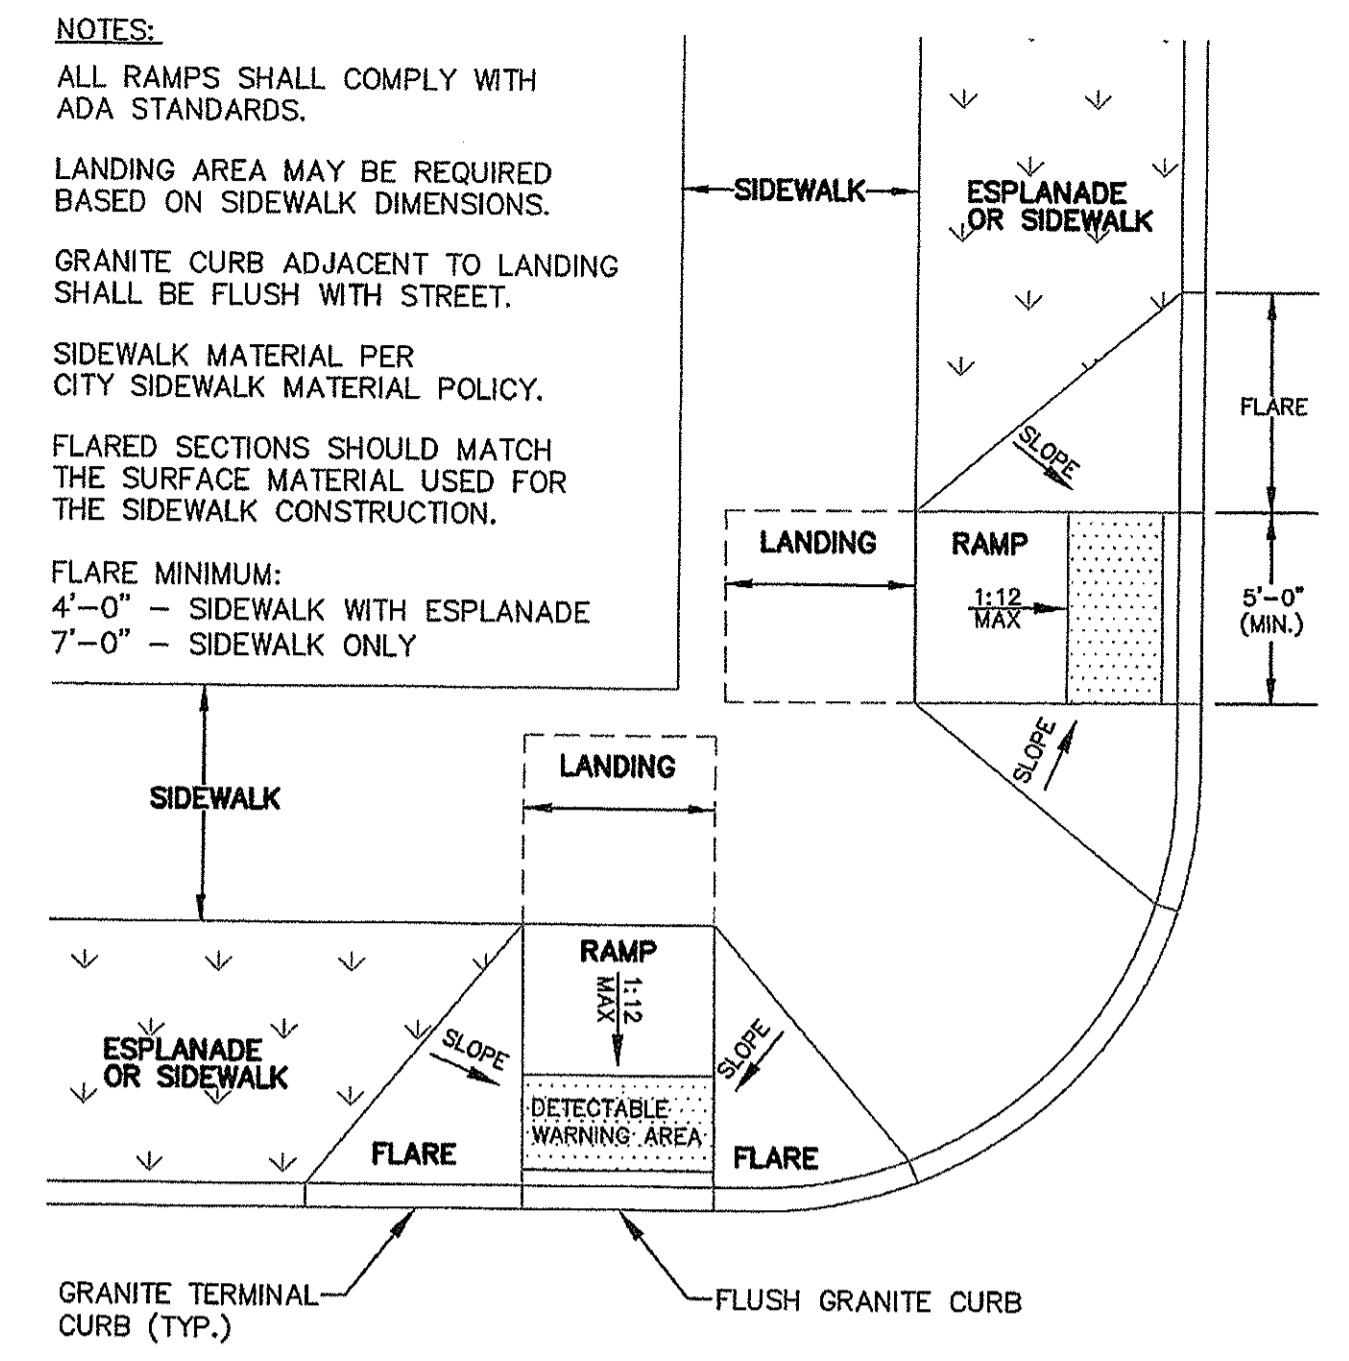 NOTES:
ALL RAMPS SHALL COMPLY WITH
ADA STANDARDS.
LANDING AREA MAY BE REQUIRED
BASED ON SIDEWALK DIMENSIONS.
GRANITE CURB ADJACENT TO LANDING
SHALL BE FLUSH WITH STREET.
SIDEWALK MATERIAL PER
CITY SIDEWALK MATERIAL POLICY.
FLARED SECTIONS SHOULD MATCH
THE SURFACE MATERIAL USED FOR
THE SIDEWALK CONSTRUCTION.
FLARE MINIMUM:
4'-0" - SIDEWALK WITH ESPLANADE
7'-0" - SIDEWALK ONLY
SIDEWALK
ESPLANADE
OR SIDEWALK
FLARE
SLOPE
LANDING
RAMP
1:12
MAX
5'-0"
(MIN.)
SLOPE
LANDING
SIDEWALK
RAMP
1:12
MAX
ESPLANADE
OR SIDEWALK
SLOPE
SLOPE
DETECTABLE
WARNING AREA
FLARE
FLARE
GRANITE TERMINAL
CURB (TYP.)
FLUSH GRANITE CURB